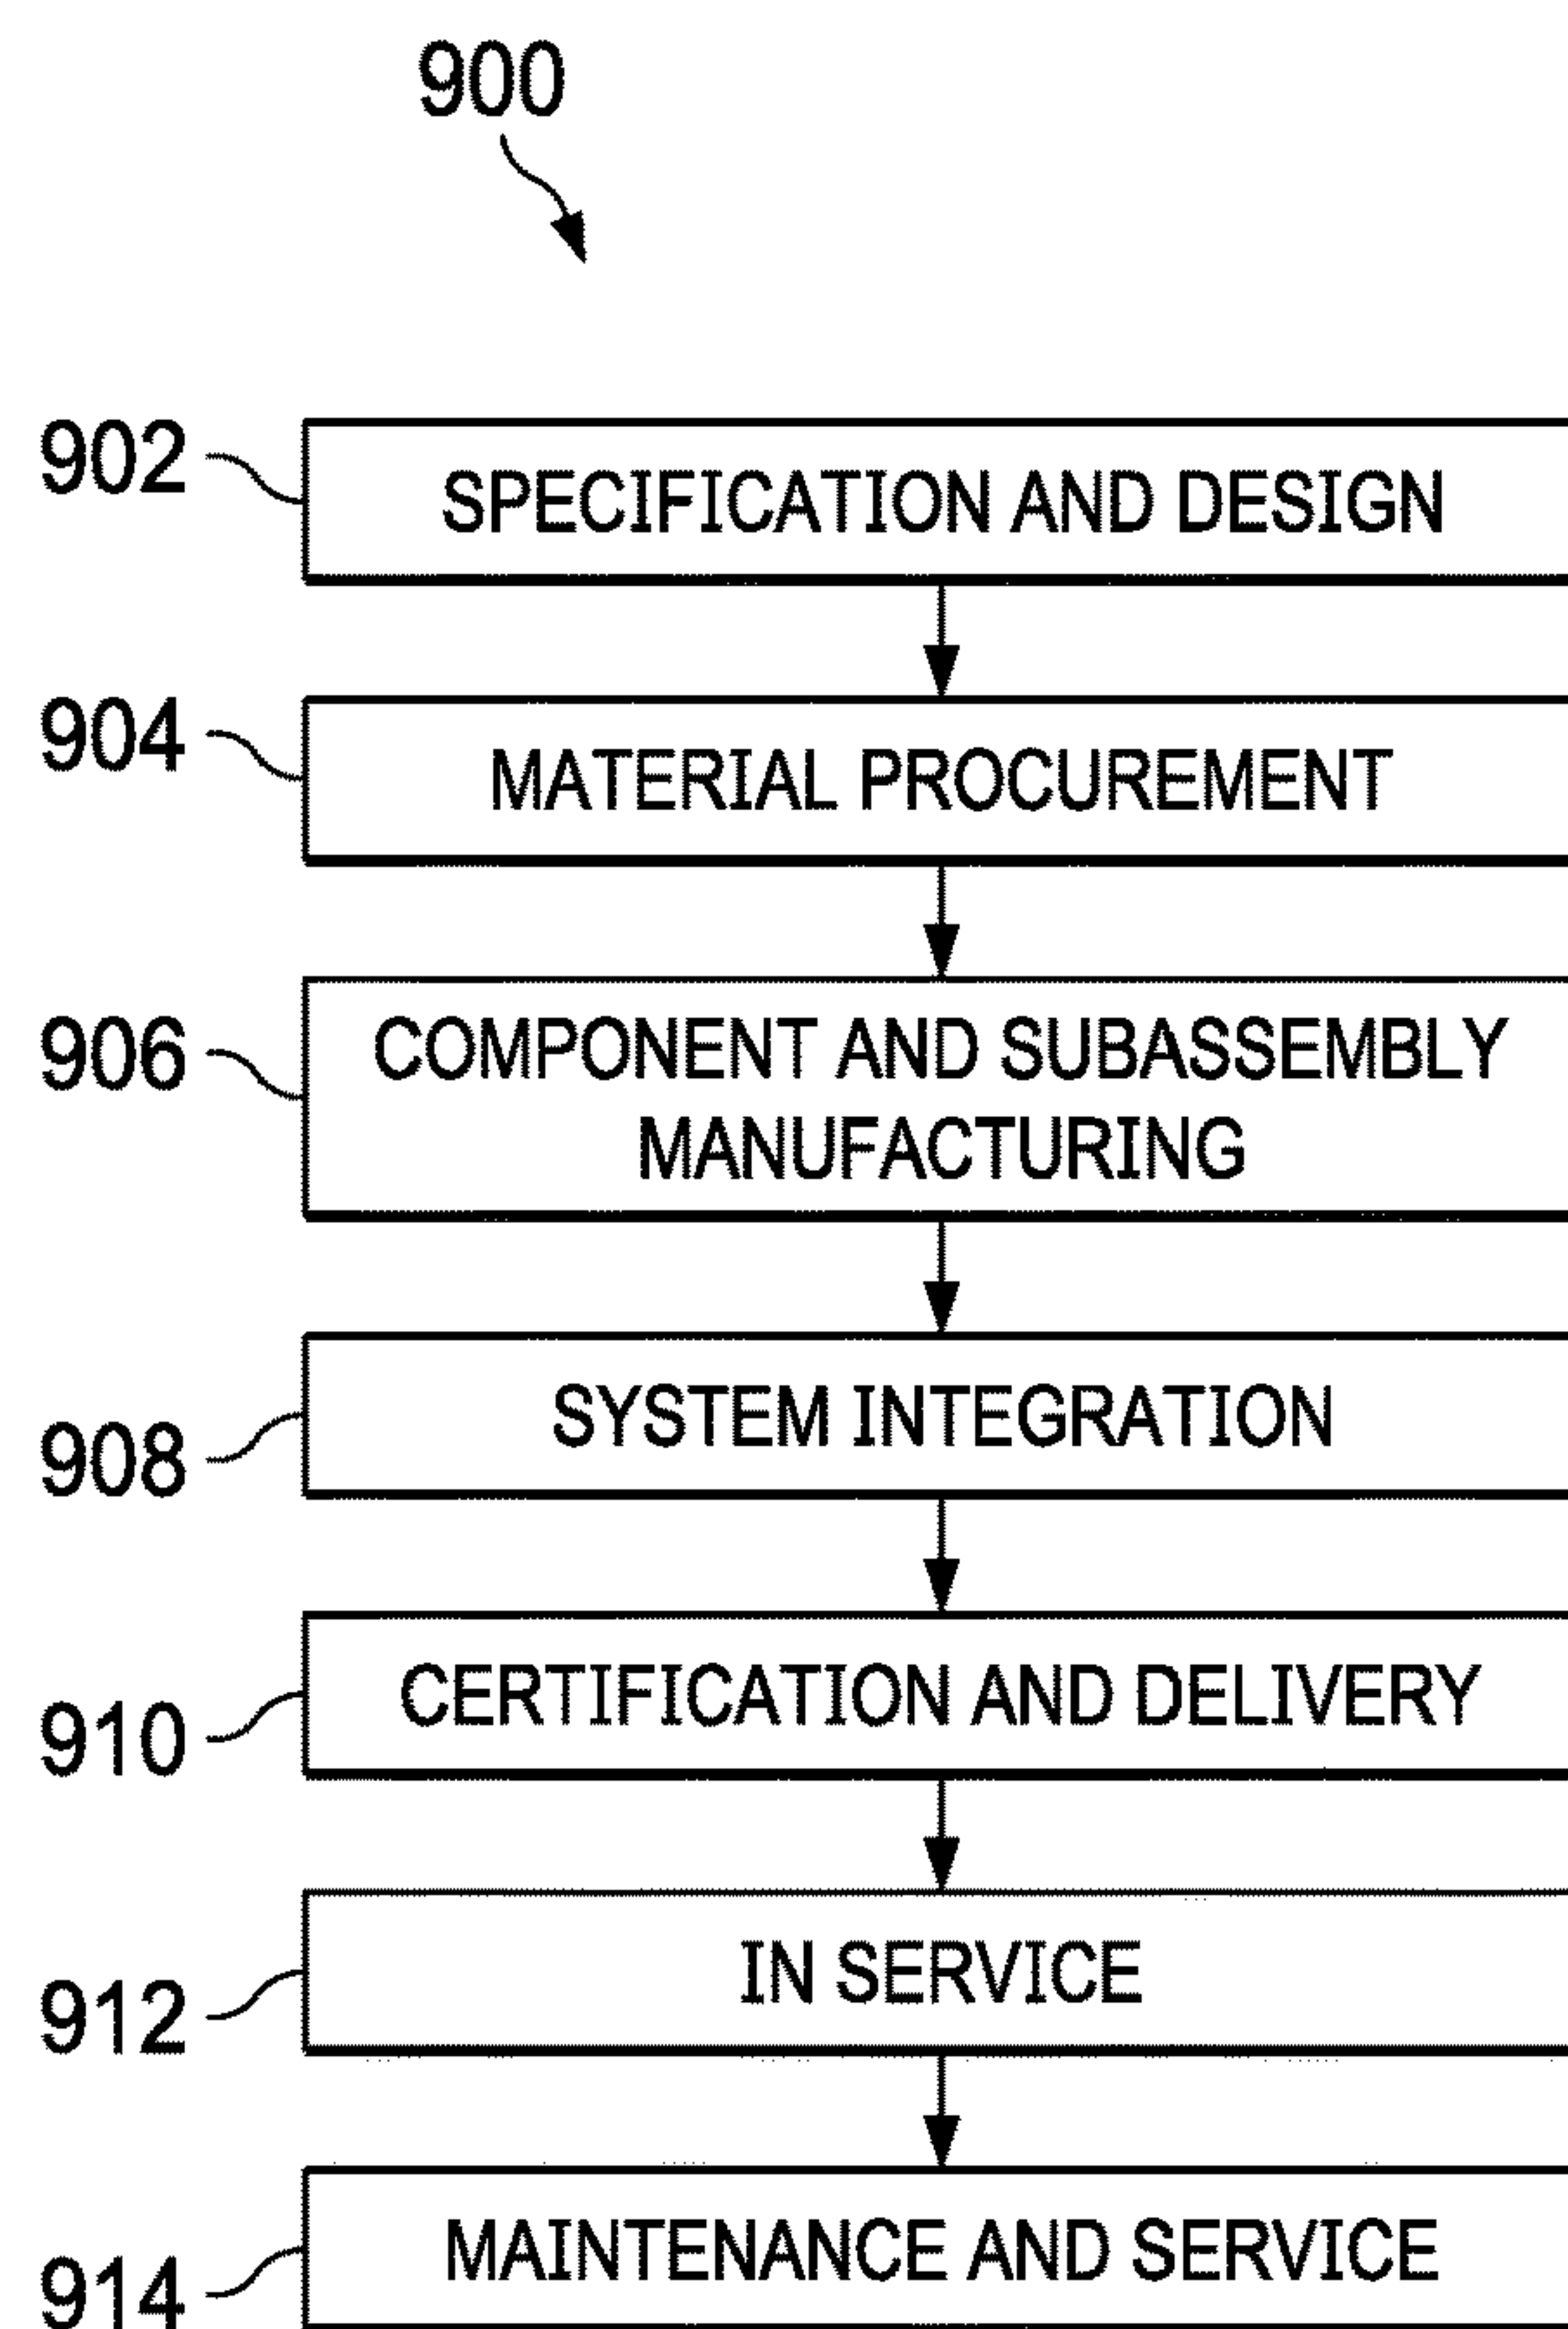 900
902
SPECIFICATION AND DESIGN
904
MATERIAL PROCUREMENT
906
COMPONENT AND SUBASSEMBLY
MANUFACTURING
908
SYSTEM INTEGRATION
910
CERTIFICATION AND DELIVERY
912
IN SERVICE
914
MAINTENANCE AND SERVICE